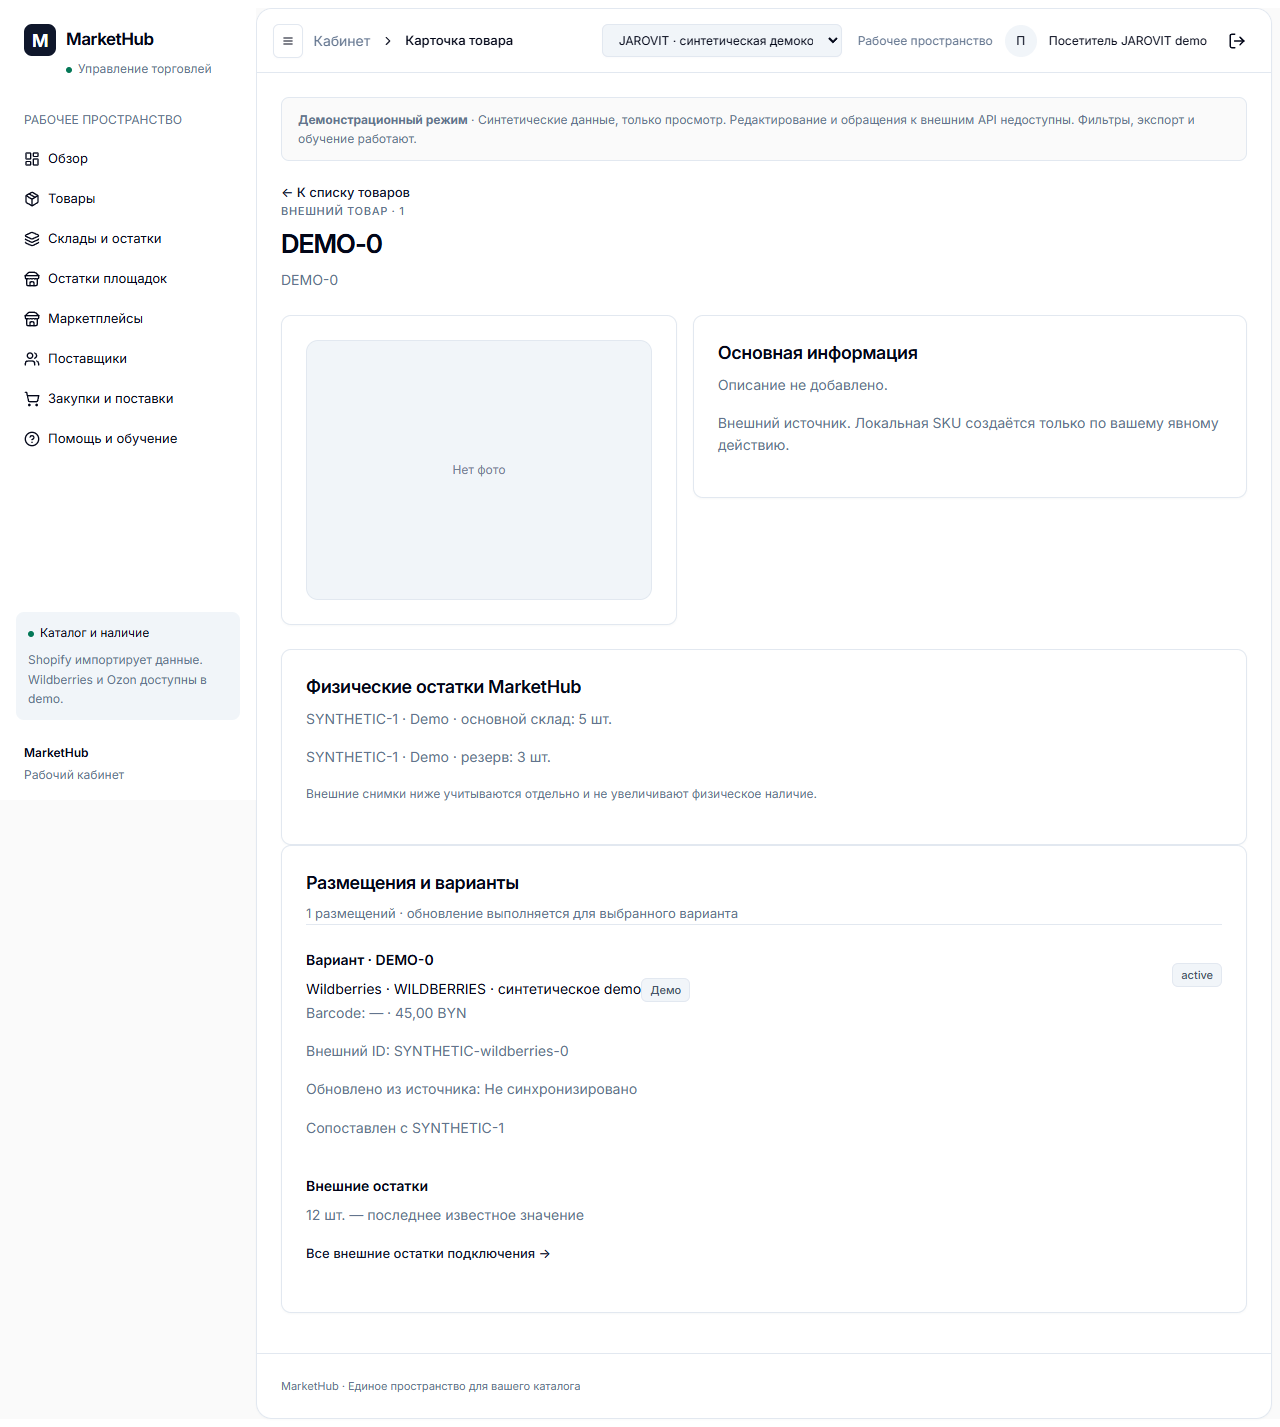 M MarketHub
Управление торговлей
РАБОЧЕЕ ПРОСТРАНСТВО
Обзор
Товары
Склады и остатки
Остатки площадок
Маркетплейсы
Поставщики
Закупки и поставки
Помощь и обучение
Каталог и наличие
Shopify импортирует данные.
Wildberries и Ozon доступны в
demo.
MarketHub
Рабочий кабинет
Кабинет > Карточка товара
JAROVIT · синтетическая демоко
Рабочее пространство
П
Посетитель JAROVIT demo
Демонстрационный режим · Синтетические данные, только просмотр. Редактирование и обращения к внешним API недоступны. Фильтры, экспорт и
обучение работают.
← К списку товаров
ВНЕШНИЙ ТОВАР · 1
DEMO-0
DEMO-0
Нет фото
Основная информация
Описание не добавлено.
Внешний источник. Локальная SKU создаётся только по вашему явному
действию.
Физические остатки MarketHub
SYNTHETIC-1 · Demo · основной склад: 5 шт.
SYNTHETIC-1 · Demo · резерв: 3 шт.
Внешние снимки ниже учитываются отдельно и не увеличивают физическое наличие.
Размещения и варианты
1 размещений · обновление выполняется для выбранного варианта
Вариант · DEMO-0
active
Wildberries · WILDBERRIES · синтетическое demo Демо
Barcode: — · 45,00 BYN
Внешний ID: SYNTHETIC-wildberries-0
Обновлено из источника: Не синхронизировано
Сопоставлен с SYNTHETIC-1
Внешние остатки
12 шт. — последнее известное значение
Все внешние остатки подключения →
MarketHub · Единое пространство для вашего каталога